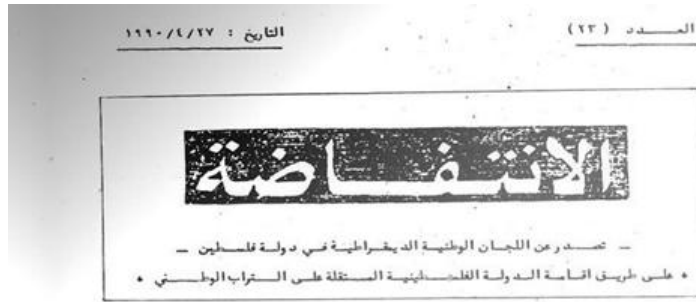 العدد (٢٣)
التاريخ : ١٩٩٠/٤/٢٧
الانتفاضة
ـ تصدر عن اللجان الوطنية الديمقراطية في دولة فلسطين ـ
* على طريق اقامة الدولة الفلسطينية المستقلة على التراب الوطني *